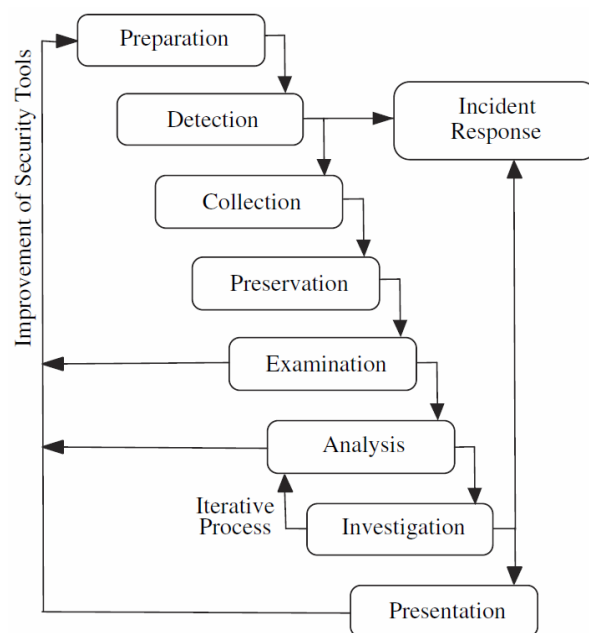 Preparation
Improvement of Security Tools
Detection
Incident
Response
Collection
Preservation
Examination
Analysis
Iterative
Process
Investigation
Presentation